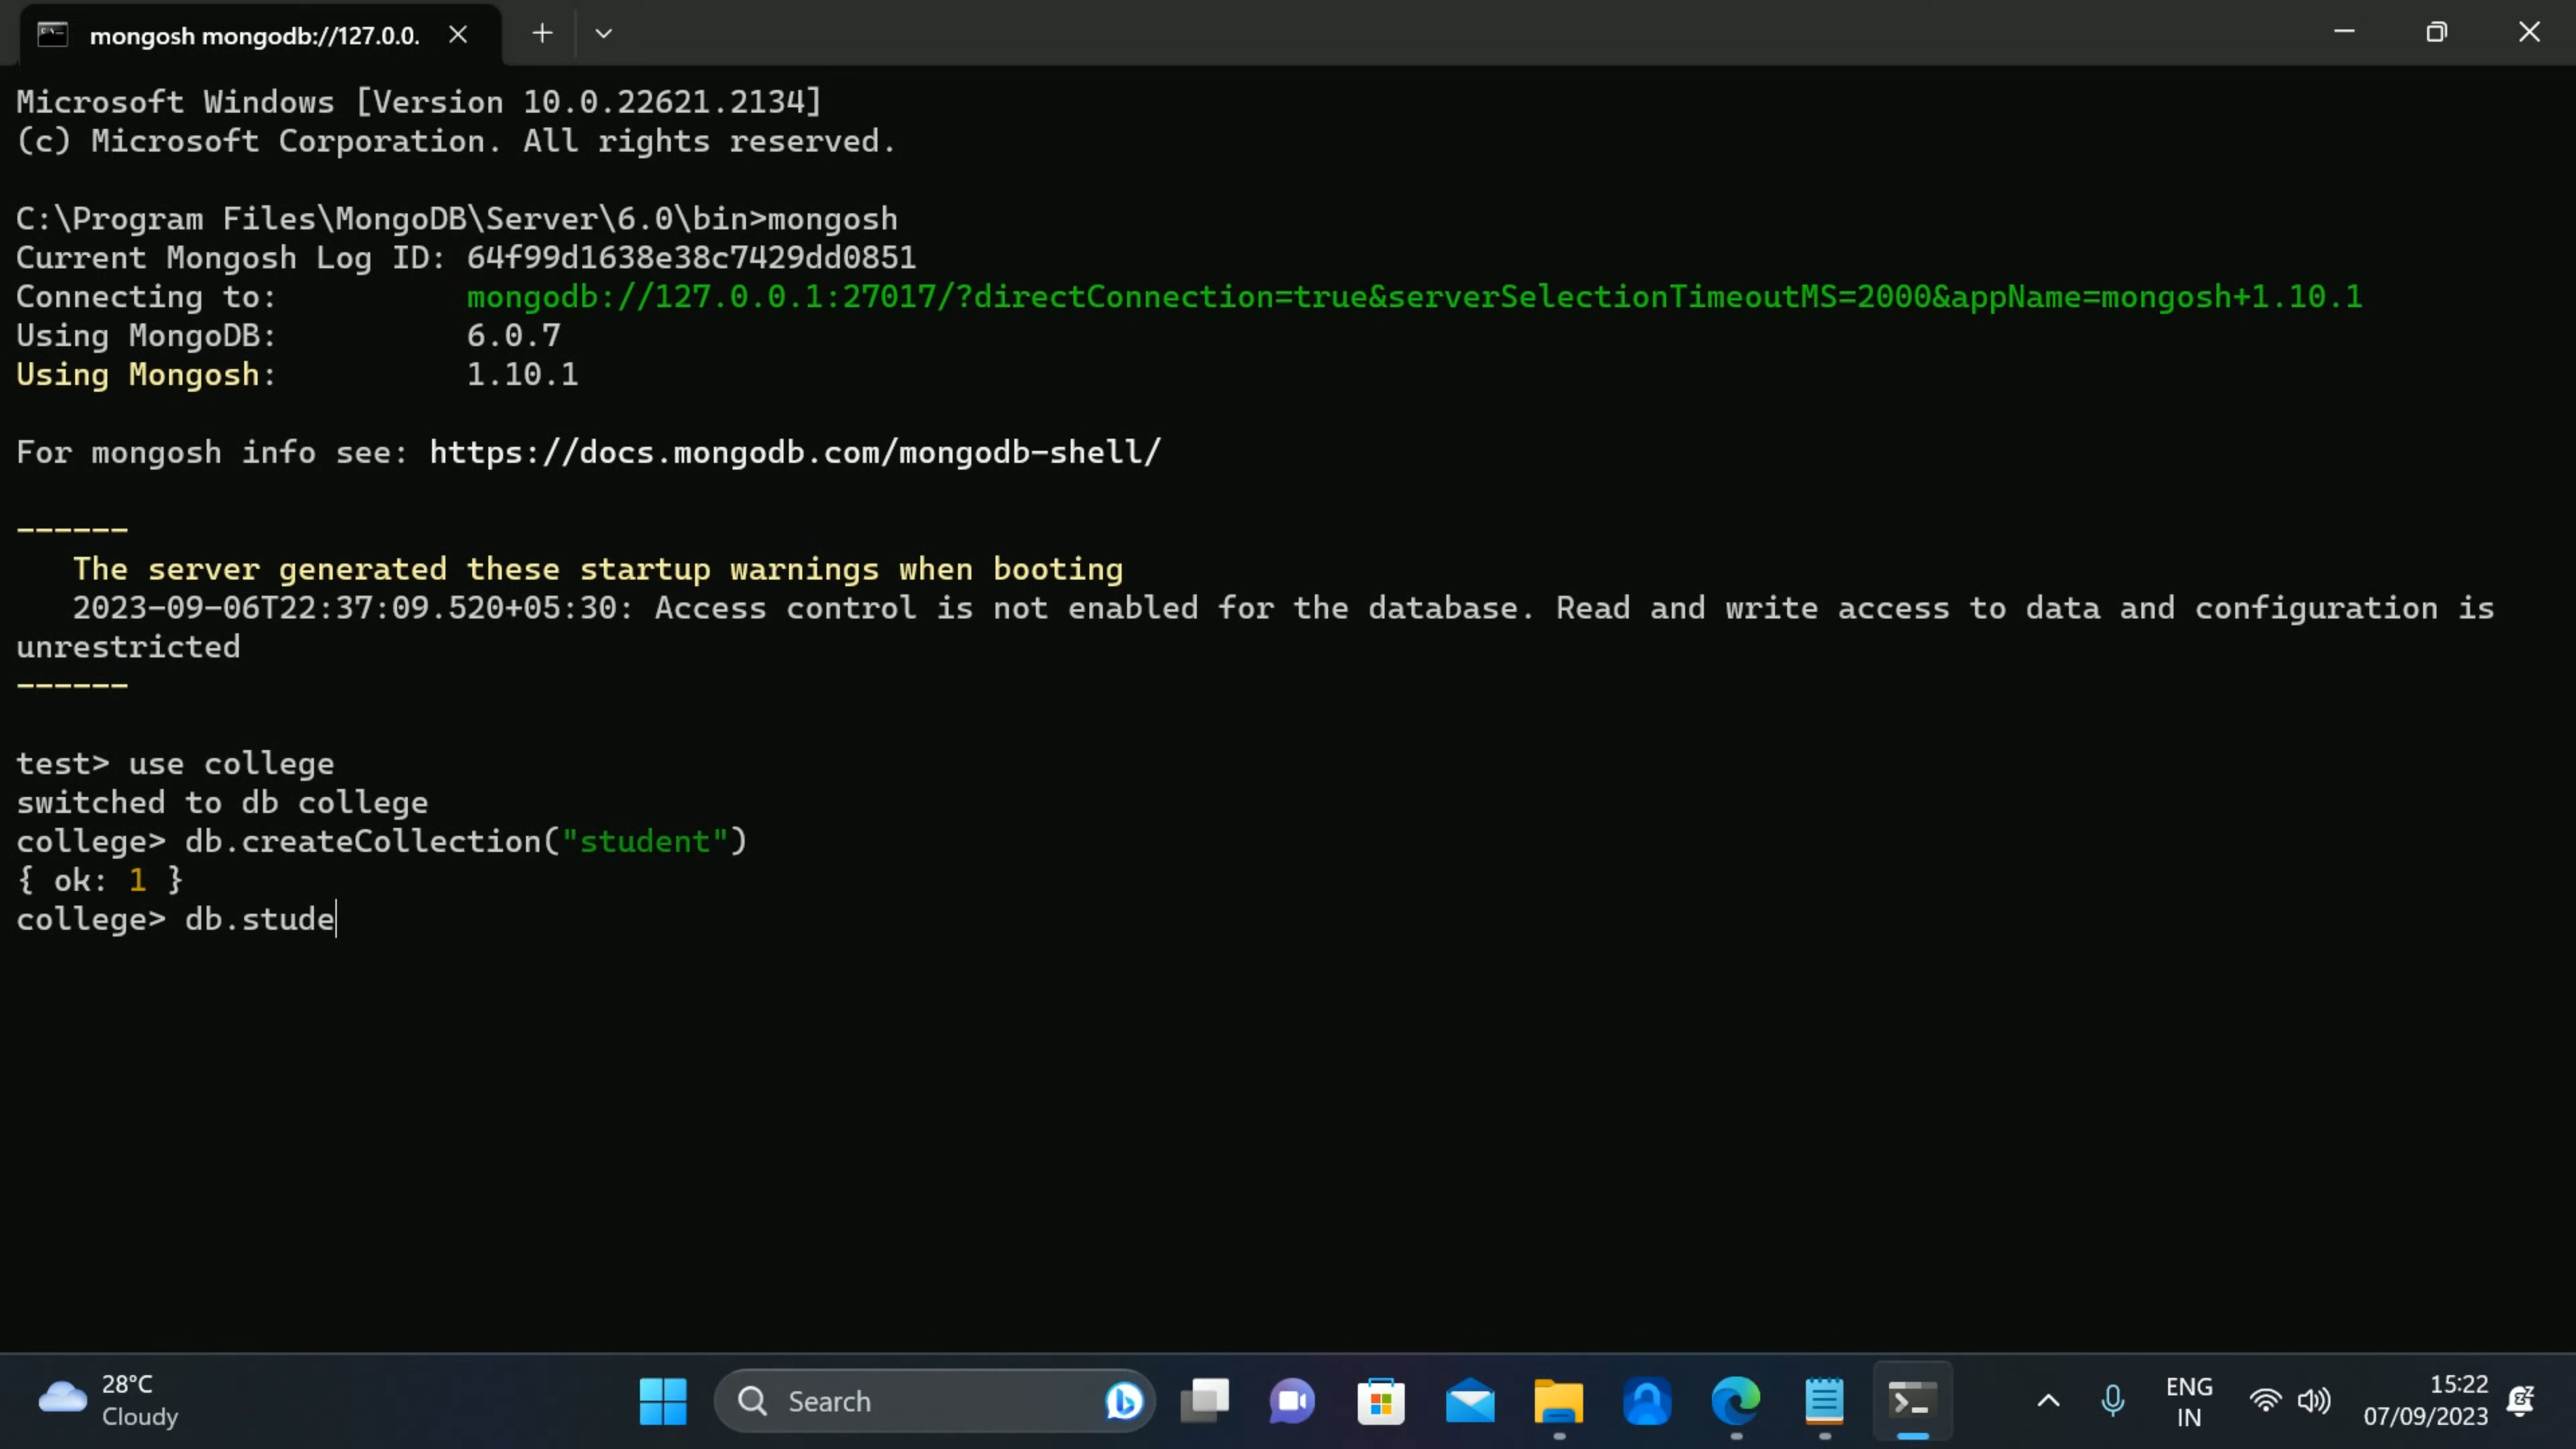 mongosh mongodb://127.0.0.
Microsoft Windows [Version 10.0.22621.2134]
(c) Microsoft Corporation. All rights reserved.
C:\Program Files\MongoDB\Server\6.0\bin>mongosh
Current Mongosh Log ID: 64f99d1638e38c7429dd0851
Connecting to: mongodb://127.0.0.1:27017/?directConnection=true&serverSelectionTimeoutMS=2000&appName=mongosh+1.10.1
Using MongoDB: 6.0.7
Using Mongosh: 1.10.1
For mongosh info see: https://docs.mongodb.com/mongodb-shell/
------
The server generated these startup warnings when booting
2023-09-06T22:37:09.520+05:30: Access control is not enabled for the database. Read and write access to data and configuration is
unrestricted
------
test> use college
switched to db college
college> db.createCollection("student")
{ ok: 1 }
college> db.stude
28°C
Cloudy
Search
ENG
IN
15:22
07/09/2023